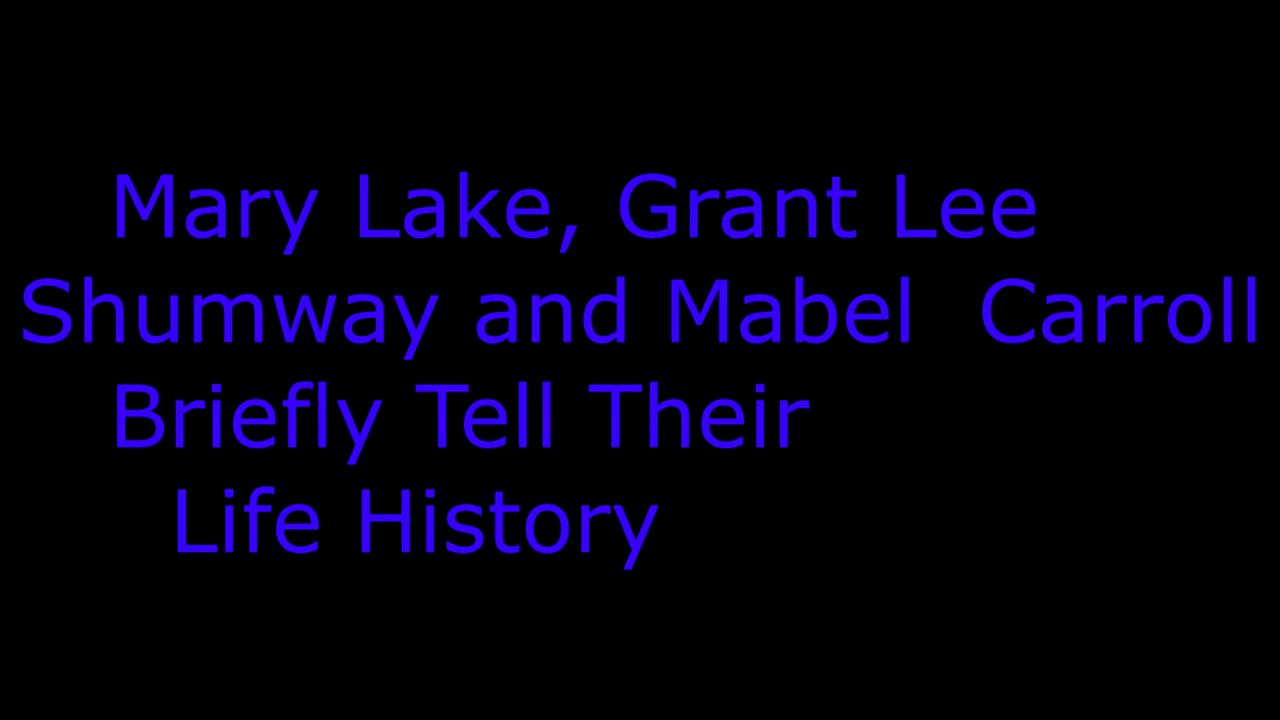 Mary Lake, Grant Lee
Shumway and Mabel  Carroll
Briefly Tell Their
Life History